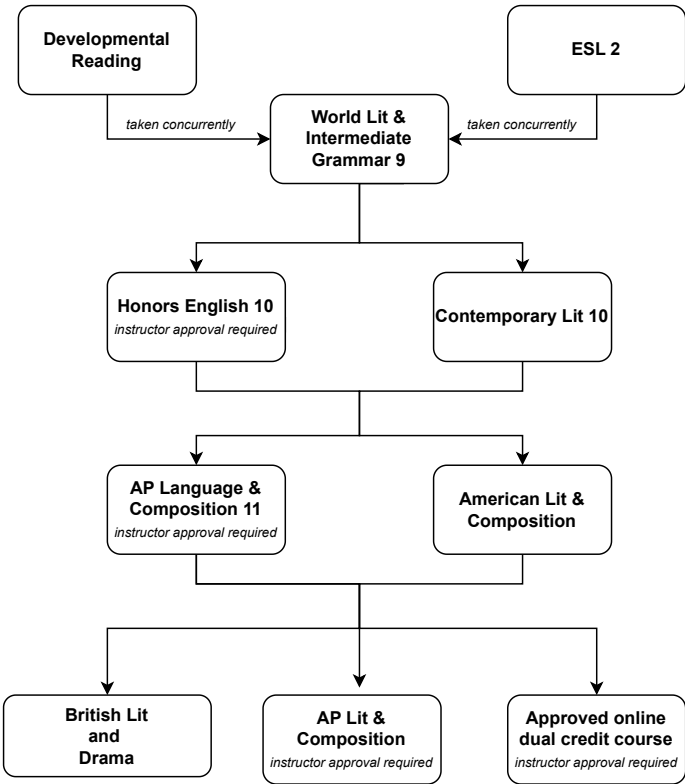 Developmental
Reading
ESL 2
taken concurrently
World Lit &
Intermediate
Grammar 9
taken concurrently
Honors English 10
instructor approval required
Contemporary Lit 10
AP Language &
Composition 11
instructor approval required
American Lit &
Composition
British Lit
and
Drama
AP Lit &
Composition
instructor approval required
Approved online
dual credit course
instructor approval required